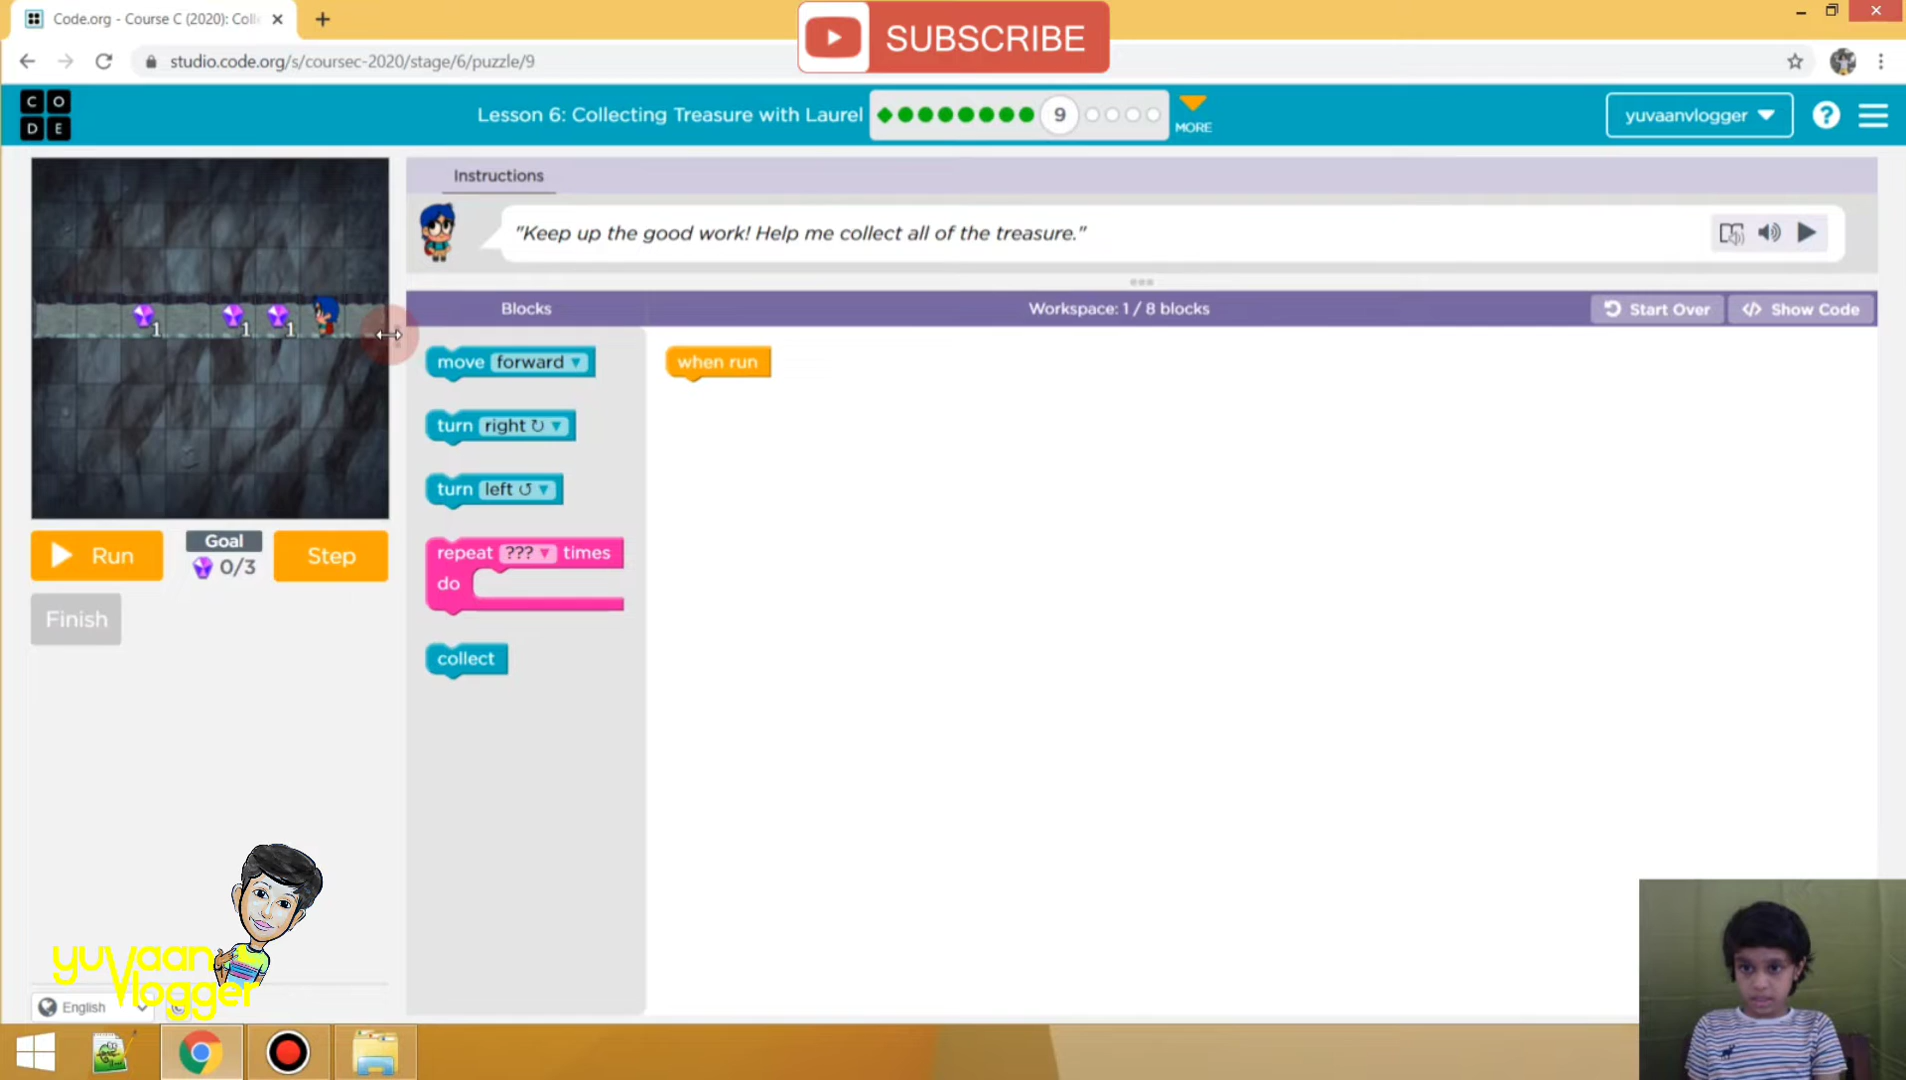 Code.org - Course C (2020): Coll
SUBSCRIBE
studio.code.org/s/coursec-2020/stage/6/puzzle/9
C O
D E
Lesson 6: Collecting Treasure with Laurel
9
MORE
yuvaanvlogger
?
Instructions
"Keep up the good work! Help me collect all of the treasure."
Blocks
Workspace: 1 / 8 blocks
Start Over
</> Show Code
1
1
1
move forward
when run
turn right
turn left
repeat ??? times
do
collect
Run
Goal
0/3
Step
Finish
yuvaan
Vlogger
English